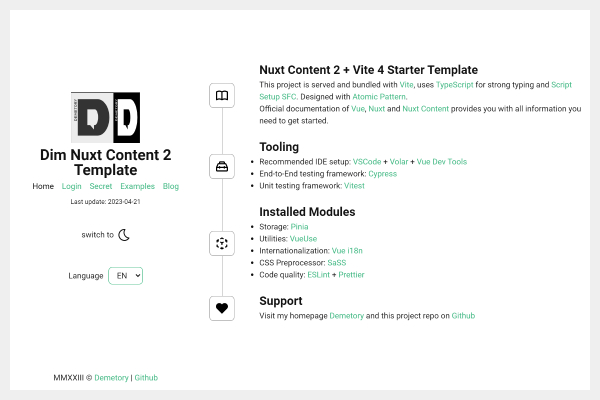 DEMETORY
Dim Nuxt Content 2
Template
Home Login Secret Examples Blog
Last update: 2023-04-21
switch to
Language EN
MMXXIII © Demetory | Github
Nuxt Content 2 + Vite 4 Starter Template
This project is served and bundled with Vite, uses TypeScript for strong typing and Script
Setup SFC. Designed with Atomic Pattern.
Official documentation of Vue, Nuxt and Nuxt Content provides you with all information you
need to get started.
Tooling
Recommended IDE setup: VSCode + Volar + Vue Dev Tools
End-to-End testing framework: Cypress
Unit testing framework: Vitest
Installed Modules
Storage: Pinia
Utilities: VueUse
Internationalization: Vue i18n
CSS Preprocessor: SaSS
Code quality: ESLint + Prettier
Support
Visit my homepage Demetory and this project repo on Github